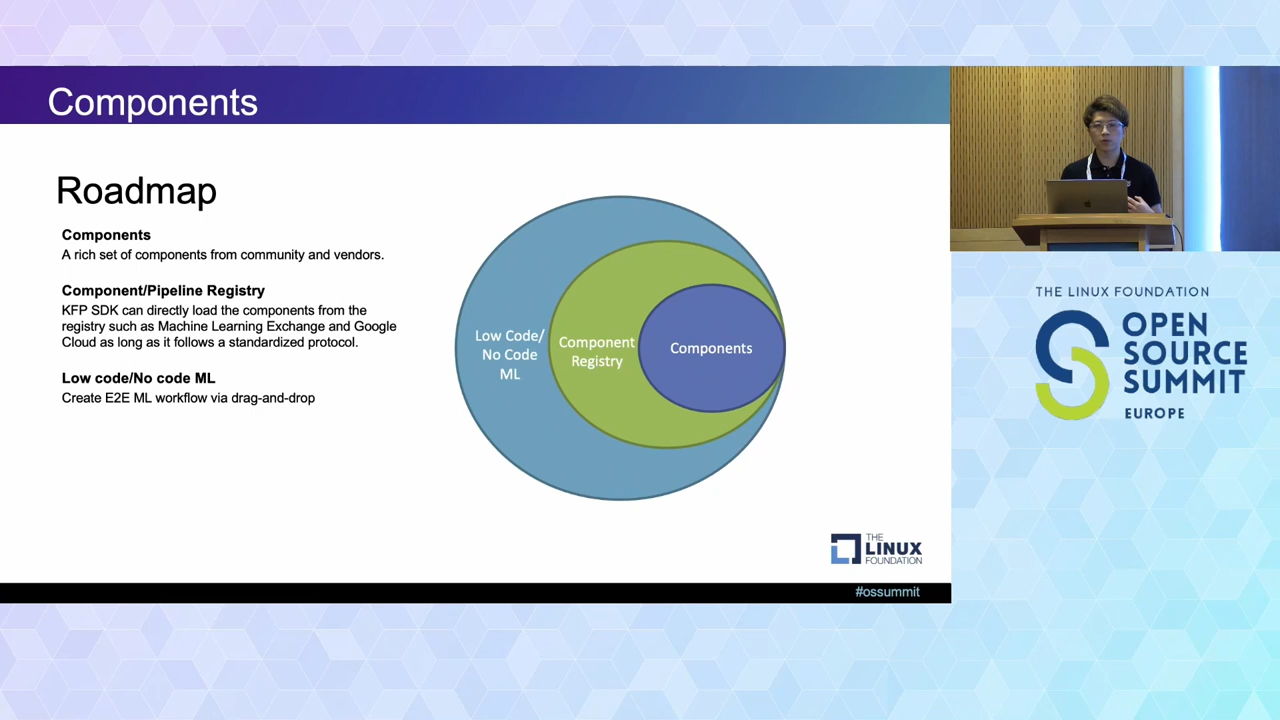 Components
Roadmap
Components
A rich set of components from community and vendors.
Component/Pipeline Registry
KFP SDK can directly load the components from the
registry such as Machine Learning Exchange and Google
Cloud as long as it follows a standardized protocol.
Low code/No code ML
Create E2E ML workflow via drag-and-drop
Low Code/
No Code
ML
Component
Registry
Components
THE
LINUX
FOUNDATION
#ossummit
THE LINUX FOUNDATION
OPEN
SOURCE
SUMMIT
EUROPE